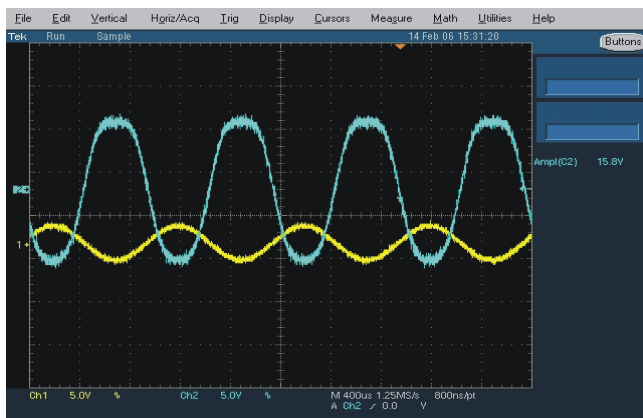 File Edit Vertical Horiz/Acq Trig Display Cursors Measure Math Utilities Help
Tek Run Sample 14 Feb 06 15:31:20 Buttons
Ampl(C2) 15.8V
1
Ch1 5.0V Ch2 5.0V M 400us 1.25MS/s 800ns/pt
A Ch2 0.0 V